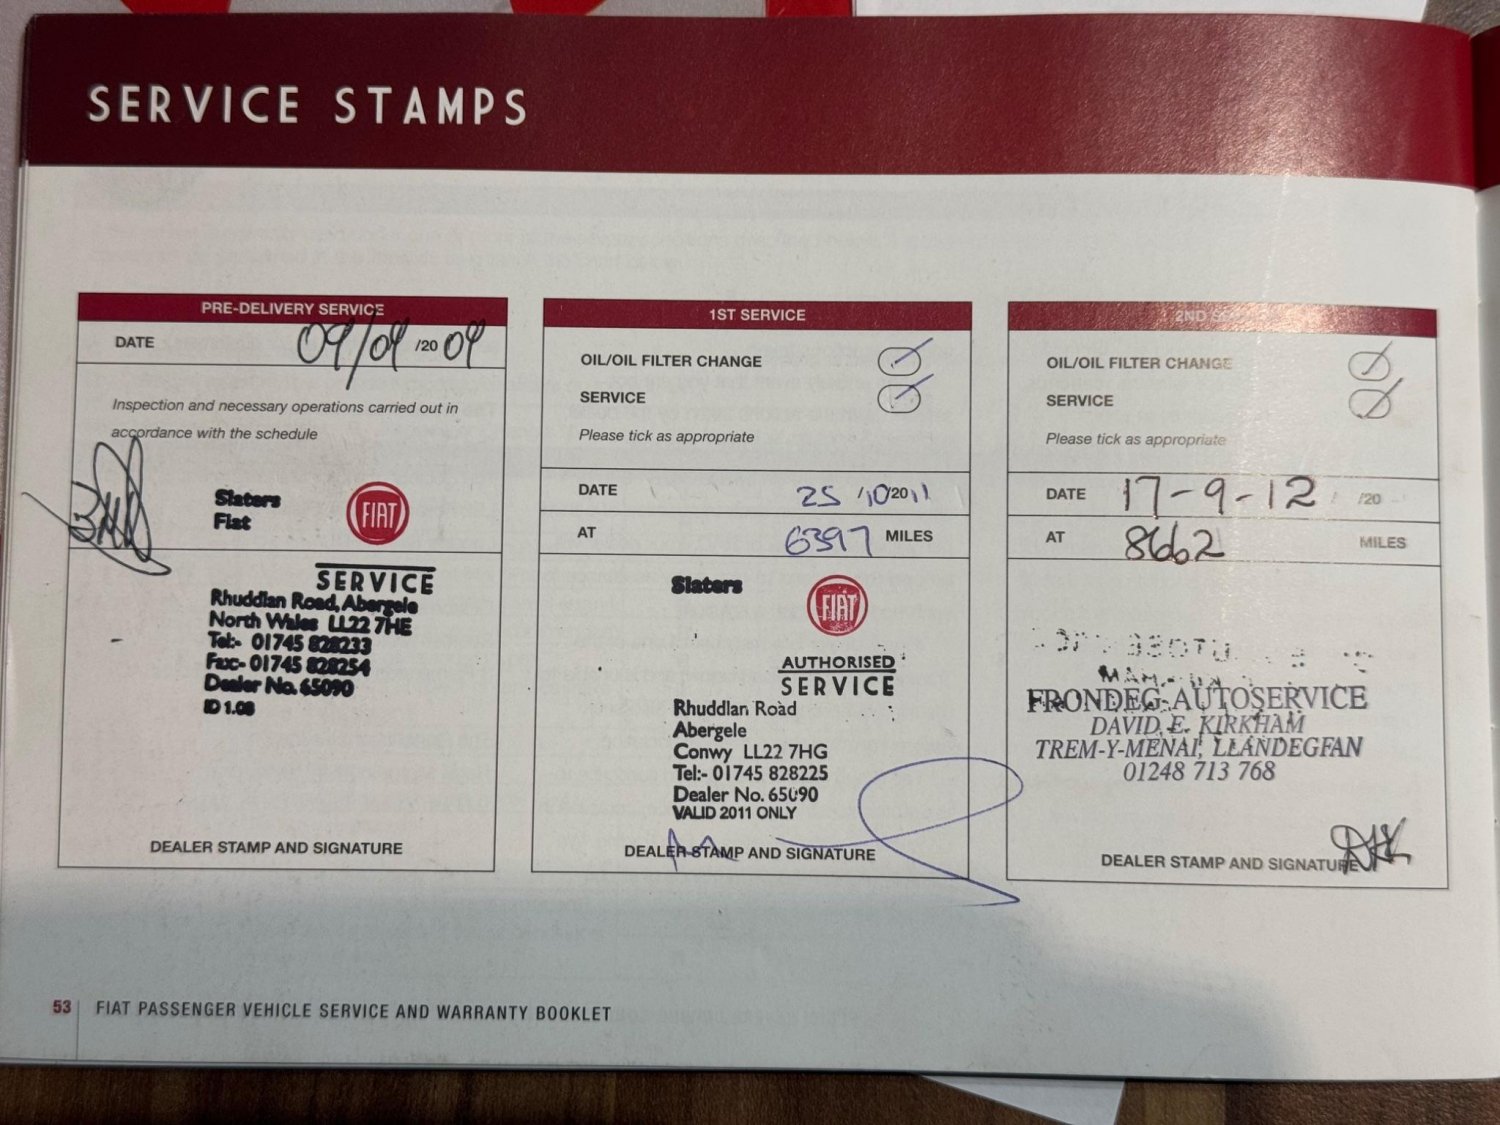 SERVICE STAMPS
PRE-DELIVERY SERVICE
DATE 09/09 /20 09
Inspection and necessary operations carried out in
accordance with the schedule
Slaters
Fiat
FIAT
SERVICE
Rhuddlan Road, Abergele
North Wales LL22 7HE
Tel:- 01745 828233
Fax:- 01745 828254
Dealer No. 65090
ID 1.08
DEALER STAMP AND SIGNATURE
1ST SERVICE
OIL/OIL FILTER CHANGE
SERVICE
Please tick as appropriate
DATE 25 /10/2011
AT 6397 MILES
Slaters
FIAT
AUTHORISED
SERVICE
Rhuddlan Road
Abergele
Conwy LL22 7HG
Tel:- 01745 828225
Dealer No. 65090
VALID 2011 ONLY
DEALER STAMP AND SIGNATURE
2ND
OIL/OIL FILTER CHANGE
SERVICE
Please tick as appropriate
DATE 17-9-12 / /20
AT 8662 MILES
FRONDEG AUTOSERVICE
DAVID. E. KIRKHAM
TREM-Y-MENAI, LLANDEGFAN
01248 713 768
DEALER STAMP AND SIGNATURE
53 FIAT PASSENGER VEHICLE SERVICE AND WARRANTY BOOKLET